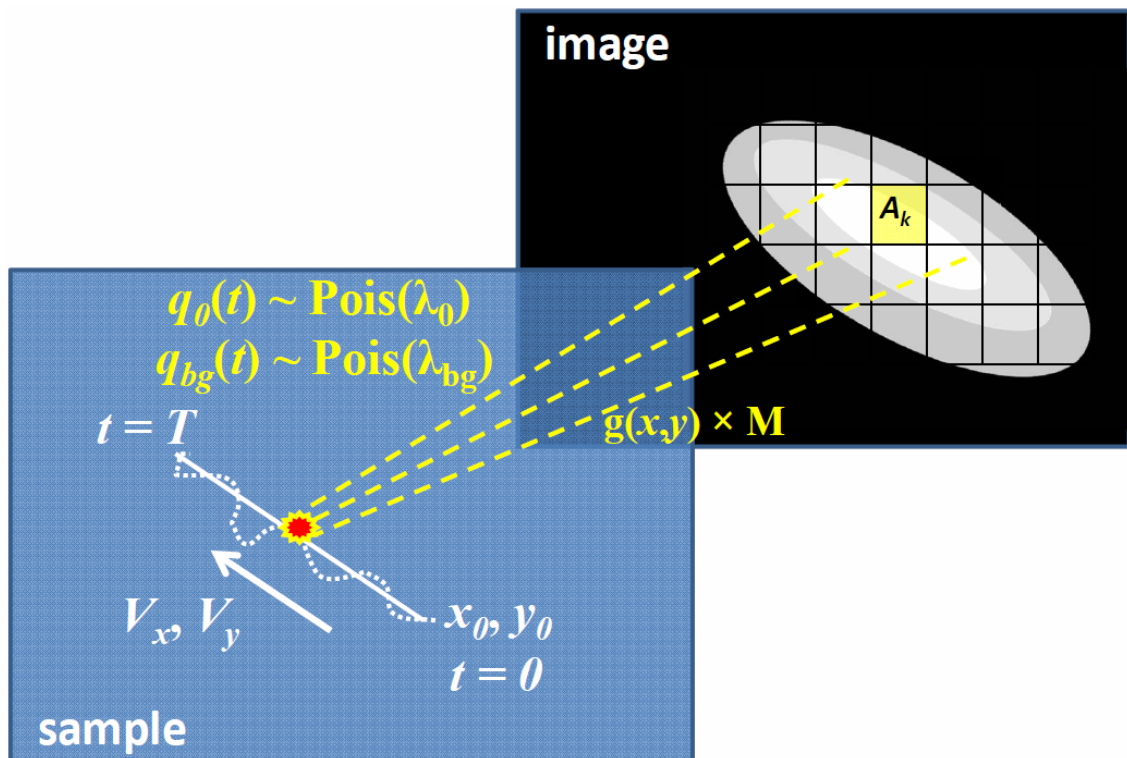 image
A_k
q_0(t) ~ Pois(λ_0)
q_bg(t) ~ Pois(λ_bg)
t = T
g(x,y) × M
V_x, V_y
x_0, y_0
t = 0
sample